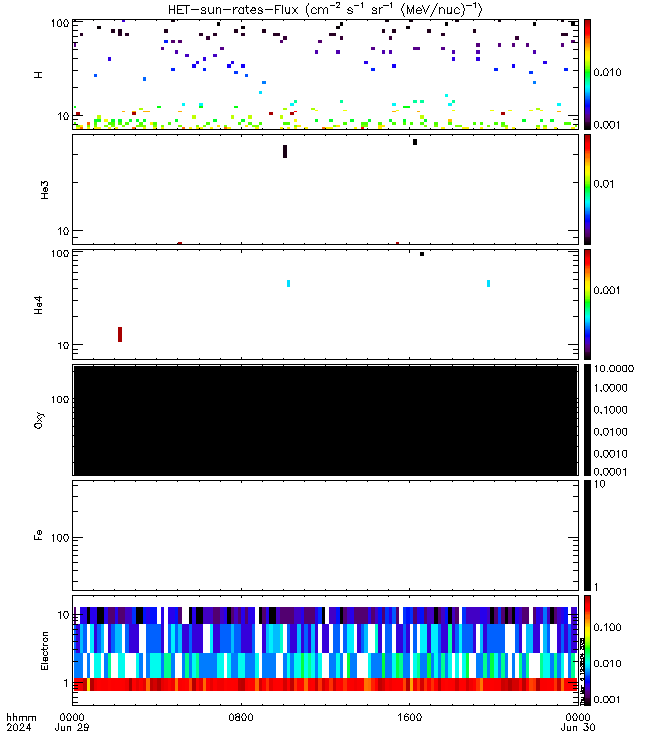 HET-sun-rates-Flux (cm⁻² s⁻¹ sr⁻¹ (MeV/nuc)⁻¹)
100
10
H
0.010
0.001
10
He3
0.01
100
10
He4
0.001
100
Oxy
10.0000
1.0000
0.1000
0.0100
0.0010
0.0001
100
Fe
10
1
10
1
Electron
0.100
0.010
0.001
hhmm
2024
0000
Jun 29
0800
1600
0000
Jun 30